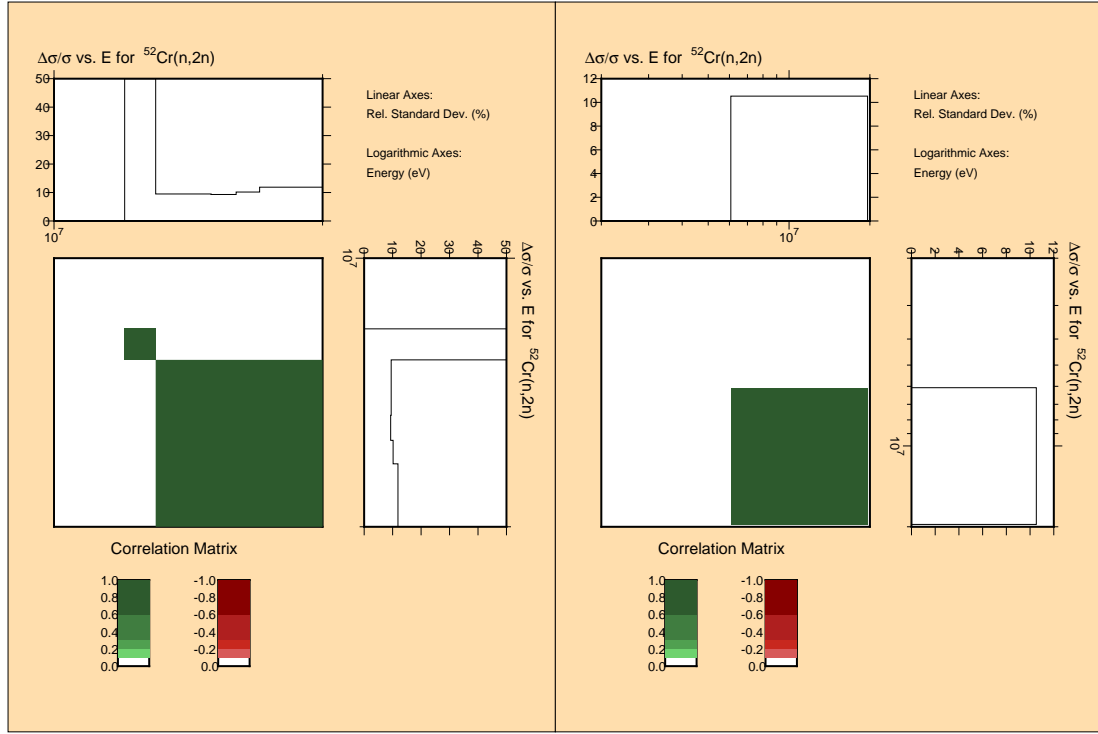 Δσ/σ vs. E for ⁵²Cr(n,2n)
50
40
30
20
10
0
10⁷
Linear Axes:
Rel. Standard Dev. (%)
Logarithmic Axes:
Energy (eV)
10⁷
0 10 20 30 40 50
Δσ/σ vs. E for ⁵²Cr(n,2n)
Correlation Matrix
1.0 -1.0
0.8 -0.8
0.6 -0.6
0.4 -0.4
0.2 -0.2
0.0 0.0
Δσ/σ vs. E for ⁵²Cr(n,2n)
12
10
8
6
4
2
0
10⁷
Linear Axes:
Rel. Standard Dev. (%)
Logarithmic Axes:
Energy (eV)
0 2 4 6 8 10 12
10⁷
Δσ/σ vs. E for ⁵²Cr(n,2n)
Correlation Matrix
1.0 -1.0
0.8 -0.8
0.6 -0.6
0.4 -0.4
0.2 -0.2
0.0 0.0